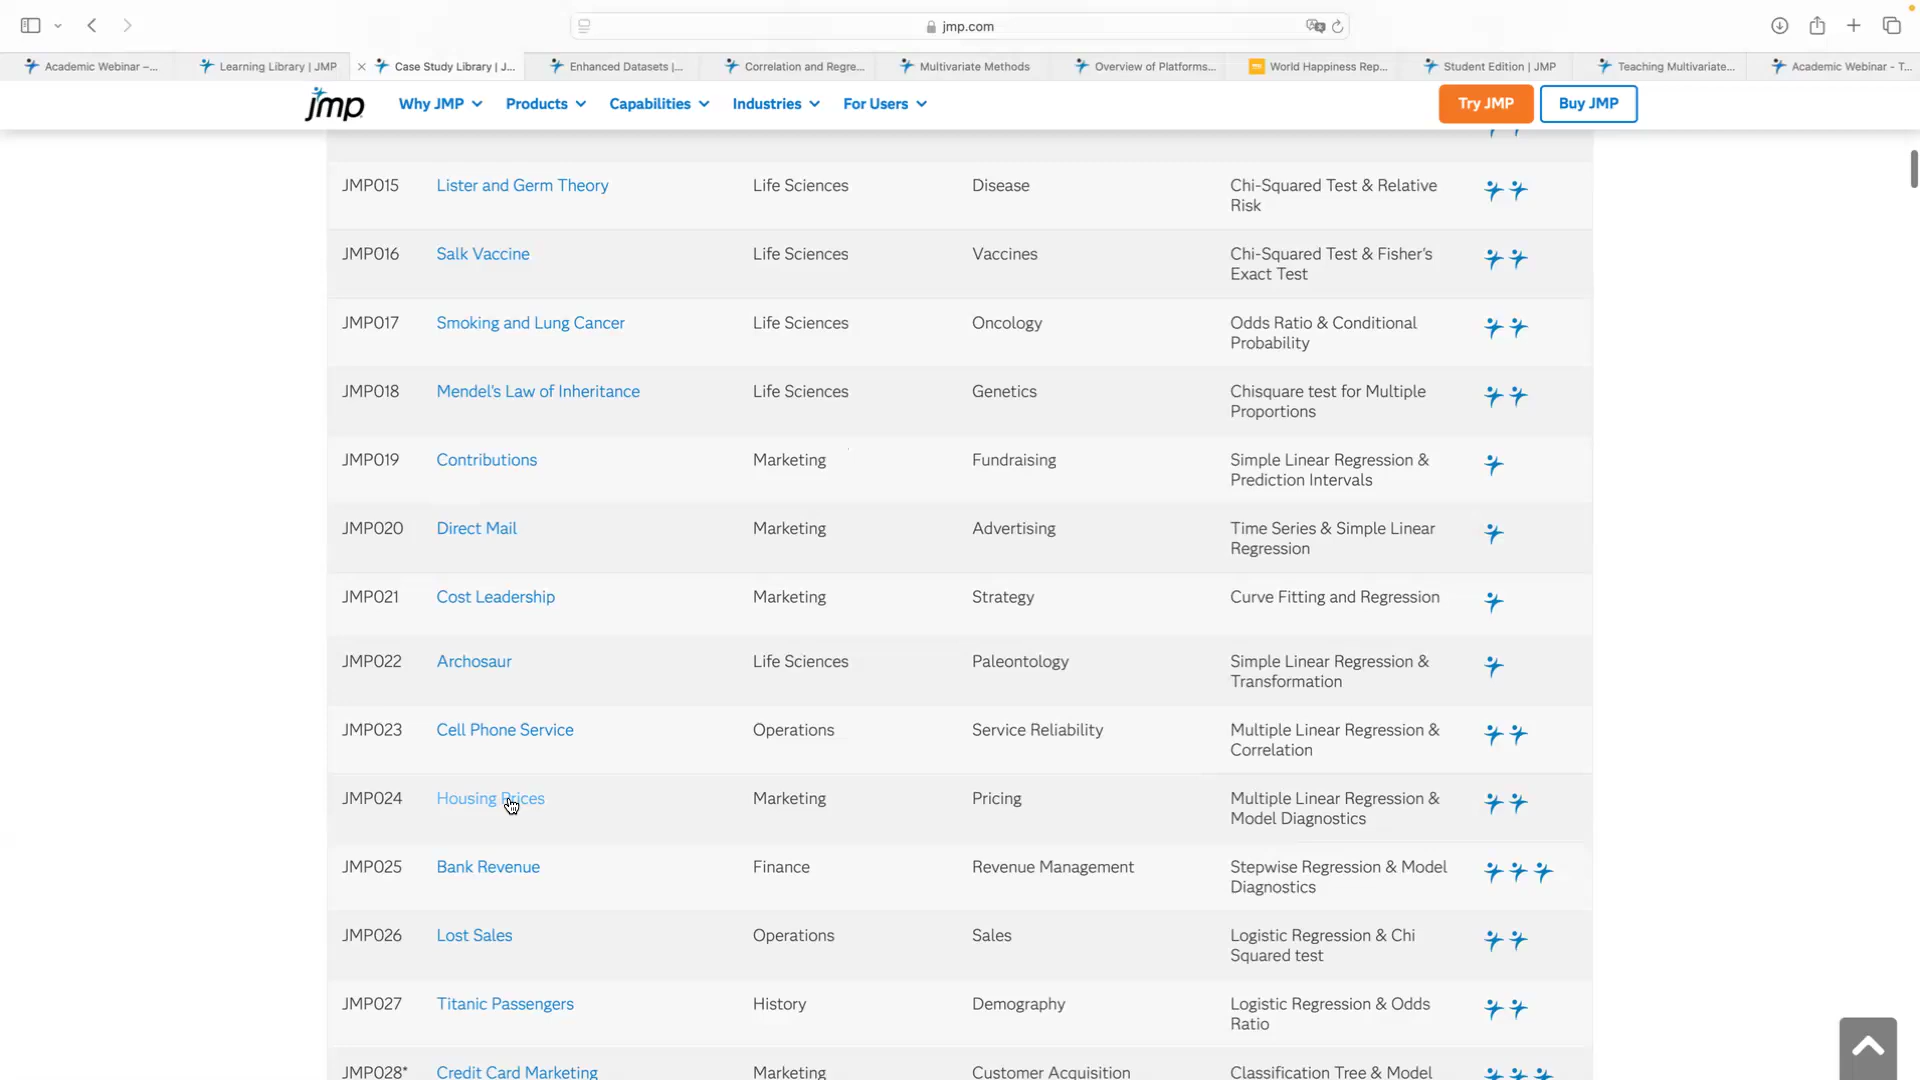 jmp.com
Academic Webinar –...
Learning Library | JMP
Case Study Library | J...
Enhanced Datasets |...
Correlation and Regre...
Multivariate Methods
Overview of Platforms...
World Happiness Rep...
Student Edition | JMP
Teaching Multivariate...
Academic Webinar - T...
jmp
Why JMP
Products
Capabilities
Industries
For Users
Try JMP
Buy JMP
JMP015 Lister and Germ Theory Life Sciences Disease Chi-Squared Test & Relative
Risk
JMP016 Salk Vaccine Life Sciences Vaccines Chi-Squared Test & Fisher's
Exact Test
JMP017 Smoking and Lung Cancer Life Sciences Oncology Odds Ratio & Conditional
Probability
JMP018 Mendel's Law of Inheritance Life Sciences Genetics Chisquare test for Multiple
Proportions
JMP019 Contributions Marketing Fundraising Simple Linear Regression &
Prediction Intervals
JMP020 Direct Mail Marketing Advertising Time Series & Simple Linear
Regression
JMP021 Cost Leadership Marketing Strategy Curve Fitting and Regression
JMP022 Archosaur Life Sciences Paleontology Simple Linear Regression &
Transformation
JMP023 Cell Phone Service Operations Service Reliability Multiple Linear Regression &
Correlation
JMP024 Housing Prices Marketing Pricing Multiple Linear Regression &
Model Diagnostics
JMP025 Bank Revenue Finance Revenue Management Stepwise Regression & Model
Diagnostics
JMP026 Lost Sales Operations Sales Logistic Regression & Chi
Squared test
JMP027 Titanic Passengers History Demography Logistic Regression & Odds
Ratio
JMP028* Credit Card Marketing Marketing Customer Acquisition Classification Tree & Model